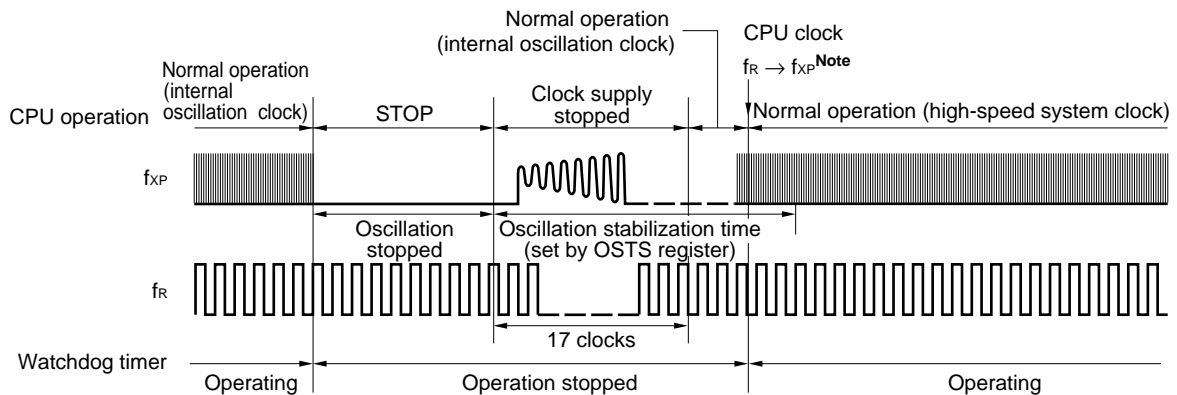 Normal operation
(internal oscillation clock)
CPU clock
fR → fXPNote
Normal operation
(internal
oscillation clock)
CPU operation
STOP
Clock supply
stopped
Normal operation (high-speed system clock)
fXP
Oscillation
stopped
Oscillation stabilization time
(set by OSTS register)
fR
17 clocks
Watchdog timer
Operating
Operation stopped
Operating